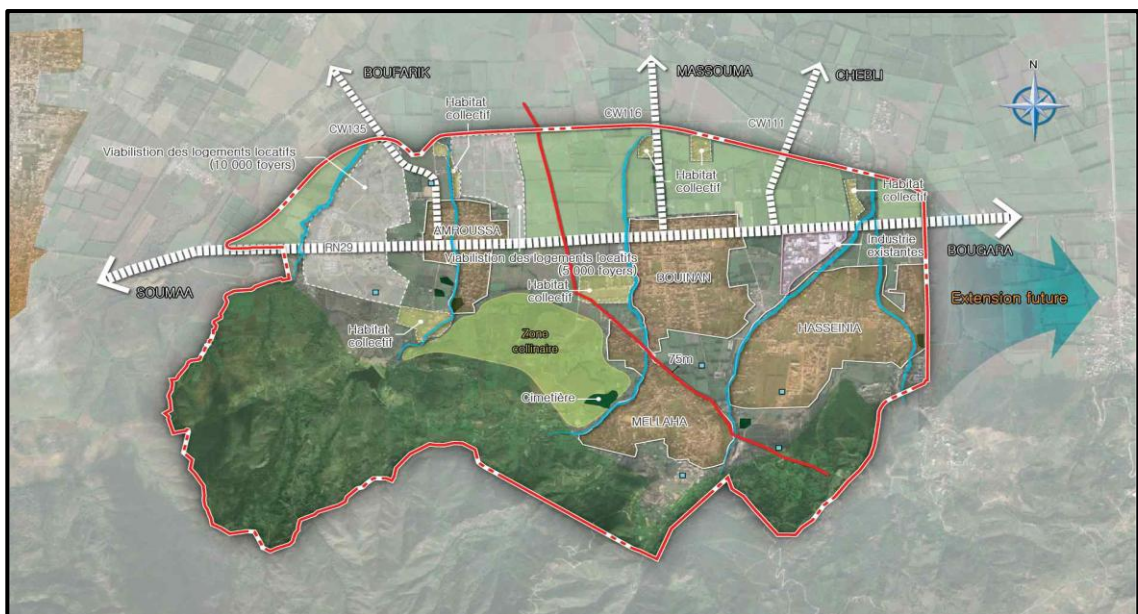 N
BOUFARIK
MASSOUMA
CHEBLI
CW135
Habitat
collectif
CW116
CW111
Viabilistion des logements locatifs
(10 000 foyers)
Habitat
collectif
Habitat
collectif
AMROUSSA
RN29
Industrie
existantes
BOUGARA
SOUMAA
Viabilistion des logements locatifs
(5 000 foyers)
BOUINAN
Habitat
collectif
Extension future
HASSEINIA
Habitat
collectif
Zone
collinaire
75m
Cimetière
MELLAHA